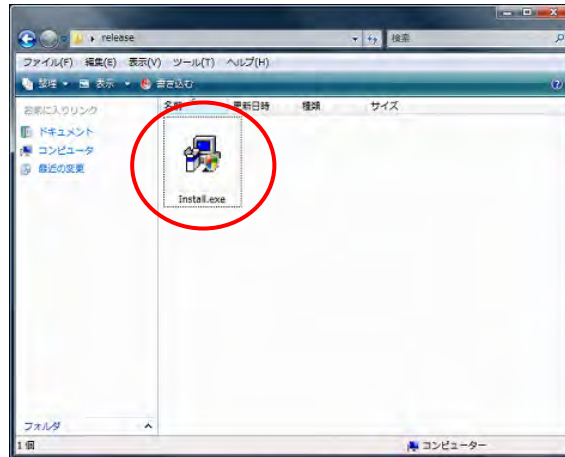 release
検索
ファイル(F) 編集(E) 表示(V) ツール(T) ヘルプ(H)
整理 表示 書き込む
お気に入りリンク
名前 更新日時 種類 サイズ
ドキュメント
コンピュータ
最近の変更
Install.exe
フォルダ
1 個
コンピューター